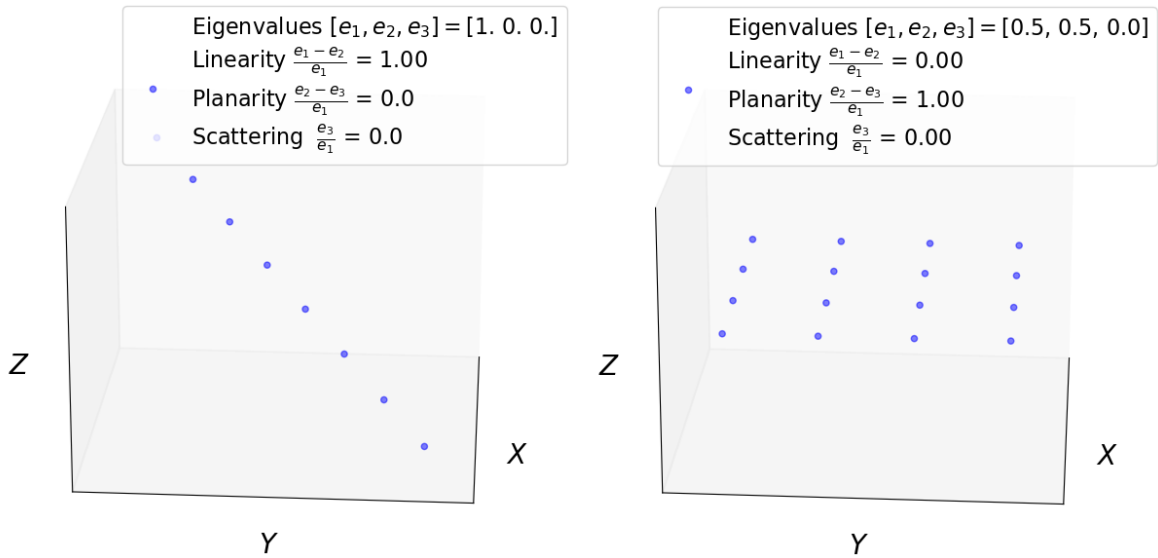 Eigenvalues [e₁, e₂, e₃] = [1. 0. 0.]
Linearity (e₁ − e₂)/e₁ = 1.00
Planarity (e₂ − e₃)/e₁ = 0.0
Scattering e₃/e₁ = 0.0
Z
X
Y
Eigenvalues [e₁, e₂, e₃] = [0.5, 0.5, 0.0]
Linearity (e₁ − e₂)/e₁ = 0.00
Planarity (e₂ − e₃)/e₁ = 1.00
Scattering e₃/e₁ = 0.00
Z
X
Y